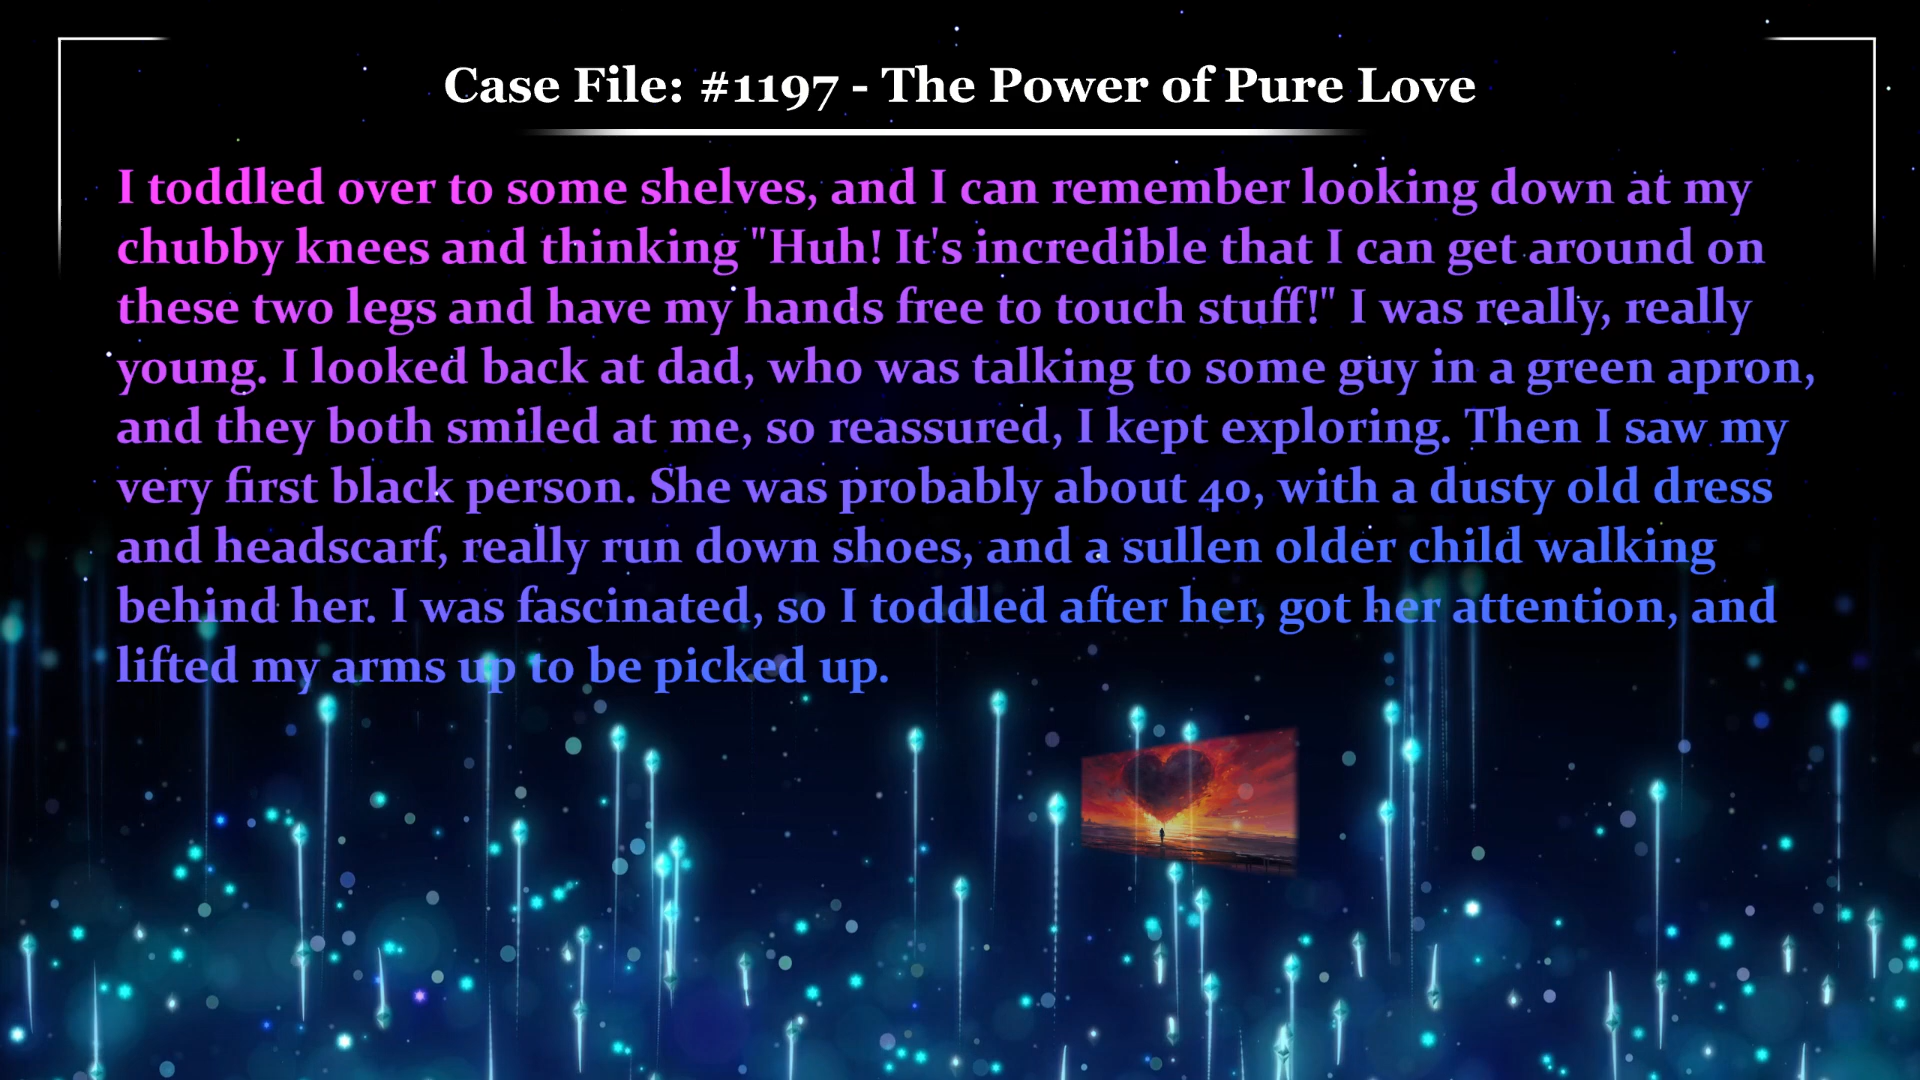 Case File: #1197 - The Power of Pure Love
I toddled over to some shelves, and I can remember looking down at my
chubby knees and thinking "Huh! It's incredible that I can get around on
these two legs and have my hands free to touch stuff!" I was really, really
young. I looked back at dad, who was talking to some guy in a green apron,
and they both smiled at me, so reassured, I kept exploring. Then I saw my
very first black person. She was probably about 40, with a dusty old dress
and headscarf, really run down shoes, and a sullen older child walking
behind her. I was fascinated, so I toddled after her, got her attention, and
lifted my arms up to be picked up.